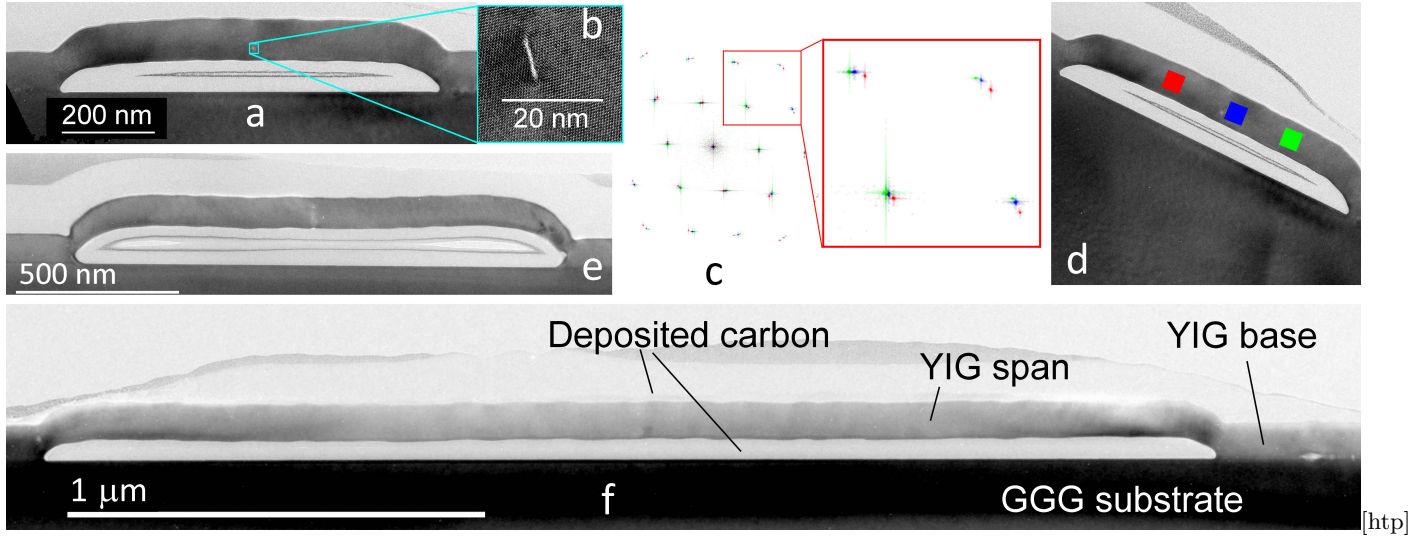 b
20 nm
a
200 nm
c
d
e
500 nm
Deposited carbon
YIG base
YIG span
1 μm
f
GGG substrate
[htp]